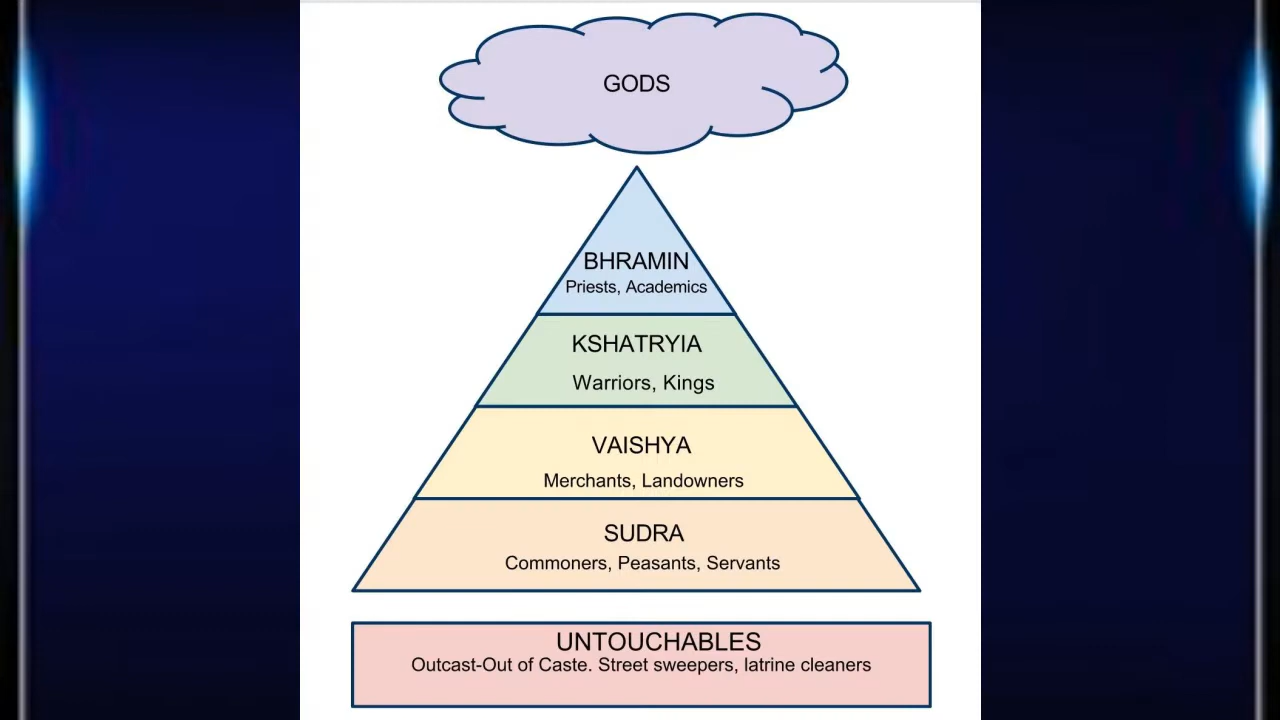 GODS
BHRAMIN
Priests, Academics
KSHATRYIA
Warriors, Kings
VAISHYA
Merchants, Landowners
SUDRA
Commoners, Peasants, Servants
UNTOUCHABLES
Outcast-Out of Caste. Street sweepers, latrine cleaners